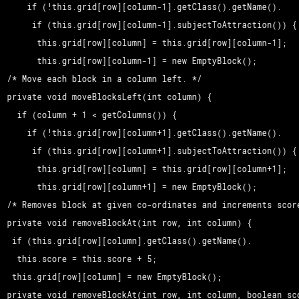 if (!this.grid[row][column-1].getClass().getName().
if (this.grid[row][column-1].subjectToAttraction()) {
this.grid[row][column] = this.grid[row][column-1];
this.grid[row][column-1] = new EmptyBlock();
/* Move each block in a column left. */
private void moveBlocksLeft(int column) {
if (column + 1 < getColumns()) {
if (!this.grid[row][column+1].getClass().getName().
if (this.grid[row][column+1].subjectToAttraction()) {
this.grid[row][column] = this.grid[row][column+1];
this.grid[row][column+1] = new EmptyBlock();
/* Removes block at given co-ordinates and increments score
private void removeBlockAt(int row, int column) {
if (this.grid[row][column].getClass().getName().
this.score = this.score + 5;
this.grid[row][column] = new EmptyBlock();
private void removeBlockAt(int row, int column, boolean sco